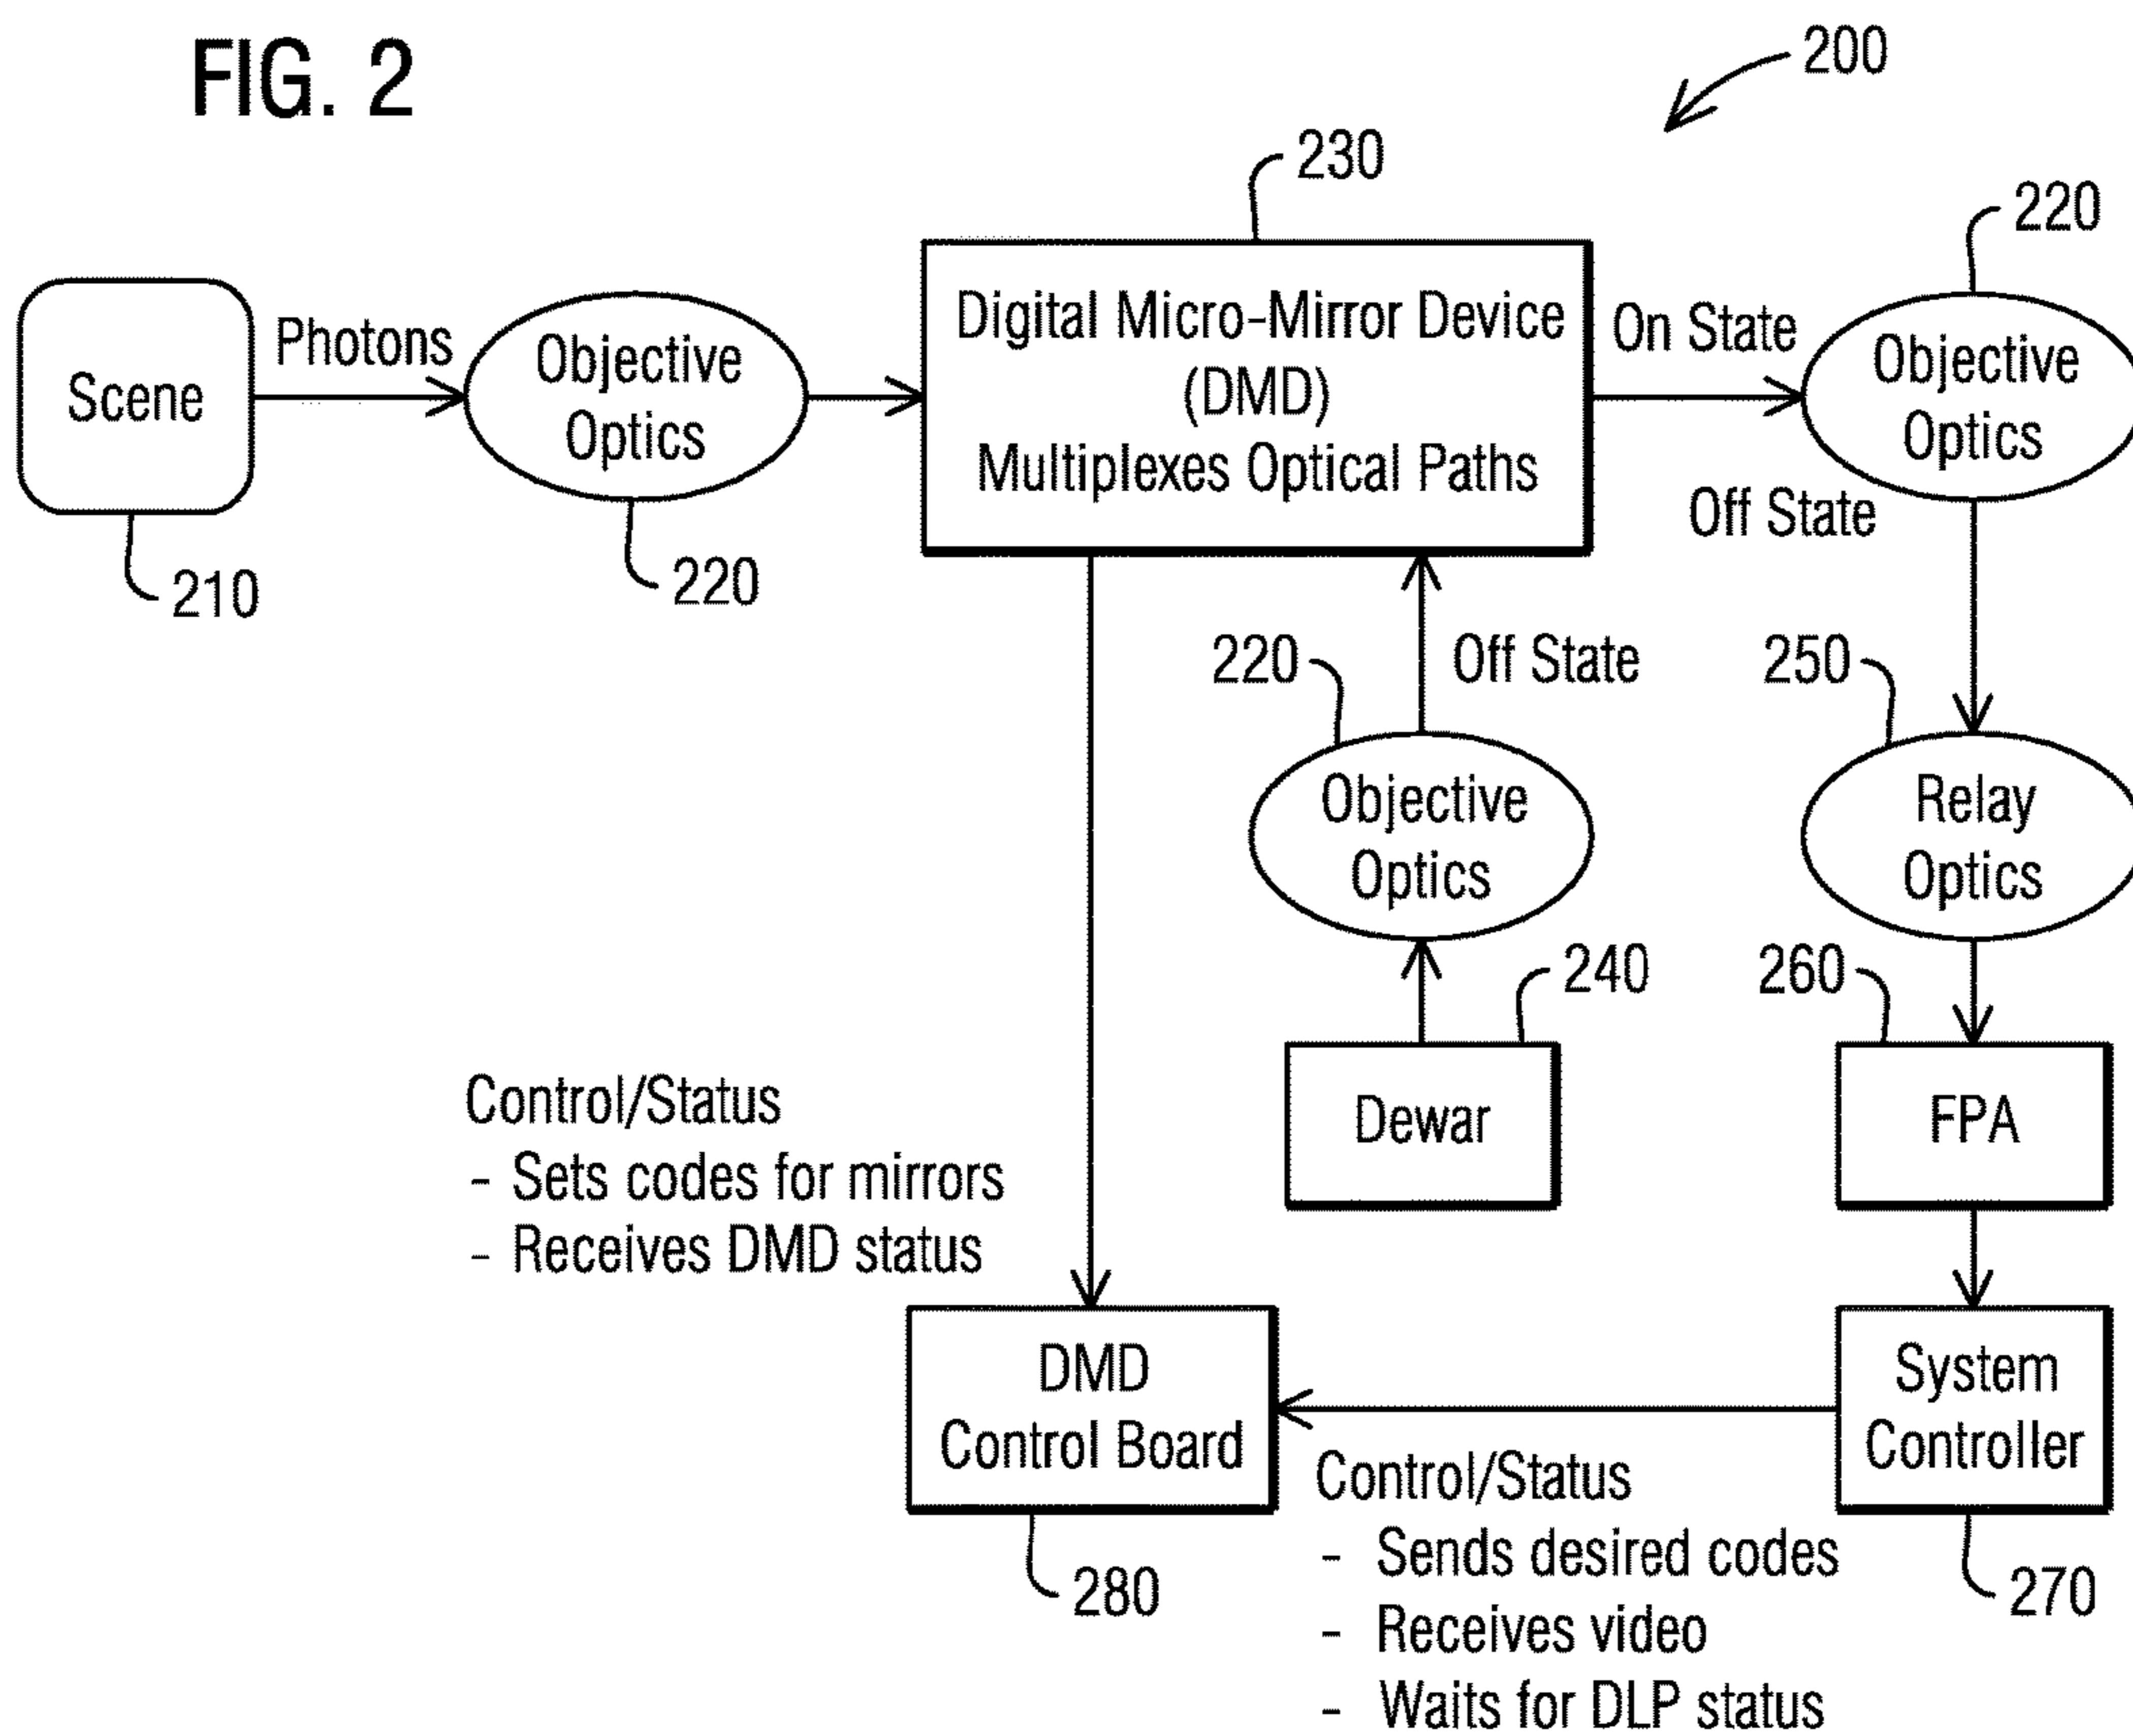 FIG. 2
200
230
220
Scene
Photons
Objective
Optics
Digital Micro-Mirror Device
(DMD)
Multiplexes Optical Paths
On State
Off State
Objective
Optics
210
220
220
Off State
250
Objective
Optics
Relay
Optics
240
260
Dewar
FPA
Control/Status
- Sets codes for mirrors
- Receives DMD status
DMD
Control Board
System
Controller
Control/Status
- Sends desired codes
- Receives video
- Waits for DLP status
280
270